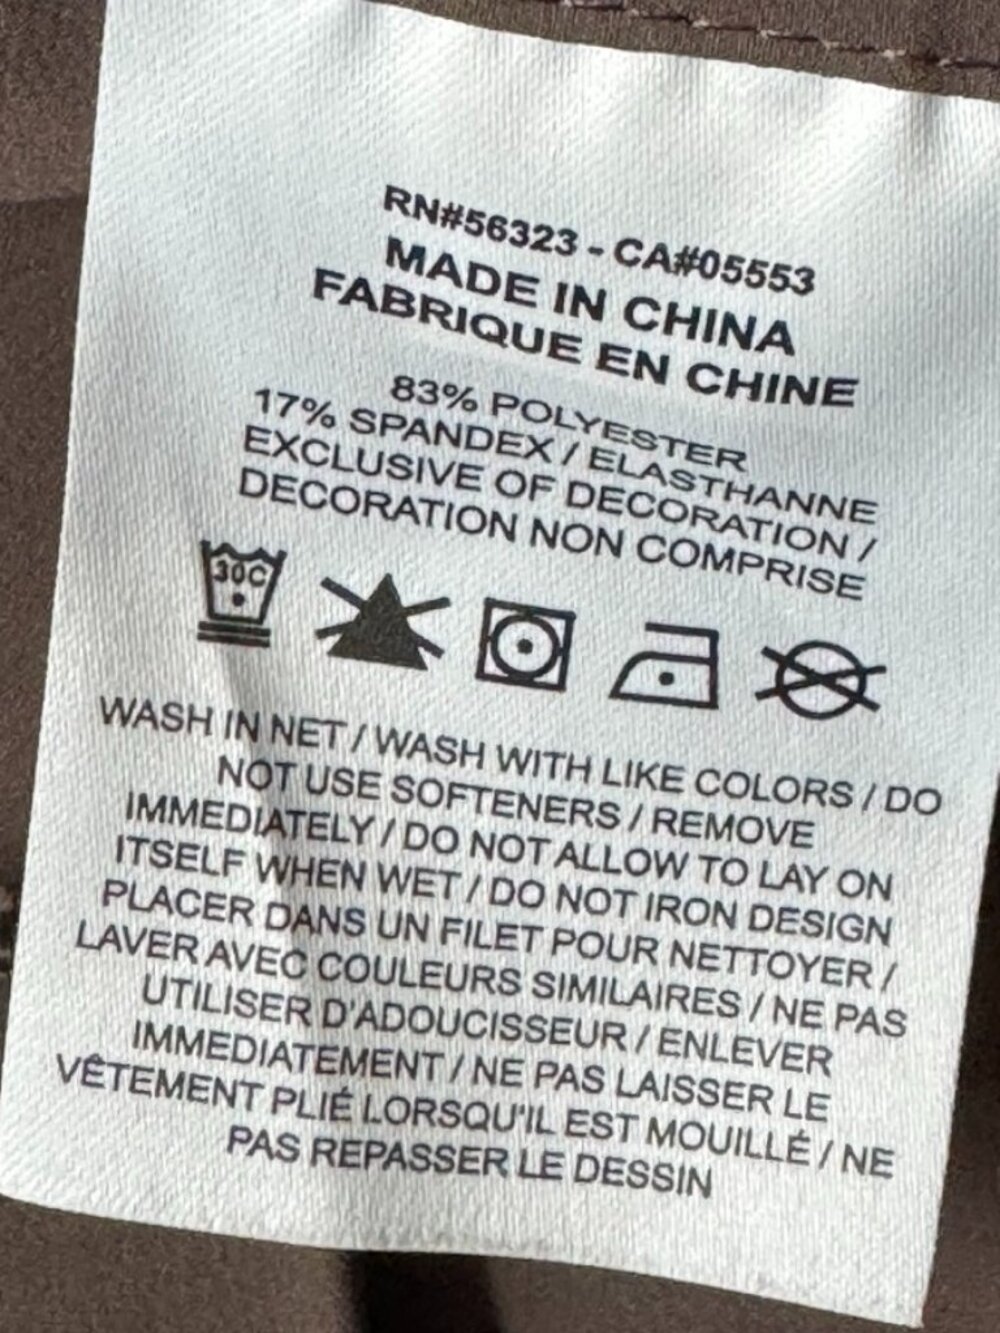 RN#56323 - CA#05553
MADE IN CHINA
FABRIQUE EN CHINE
83% POLYESTER
17% SPANDEX / ELASTHANNE
EXCLUSIVE OF DECORATION /
DECORATION NON COMPRISE
30C
WASH IN NET / WASH WITH LIKE COLORS / DO
NOT USE SOFTENERS / REMOVE
IMMEDIATELY / DO NOT ALLOW TO LAY ON
ITSELF WHEN WET / DO NOT IRON DESIGN
PLACER DANS UN FILET POUR NETTOYER /
LAVER AVEC COULEURS SIMILAIRES / NE PAS
UTILISER D'ADOUCISSEUR / ENLEVER
IMMEDIATEMENT / NE PAS LAISSER LE
VÊTEMENT PLIÉ LORSQU'IL EST MOUILLÉ / NE
PAS REPASSER LE DESSIN